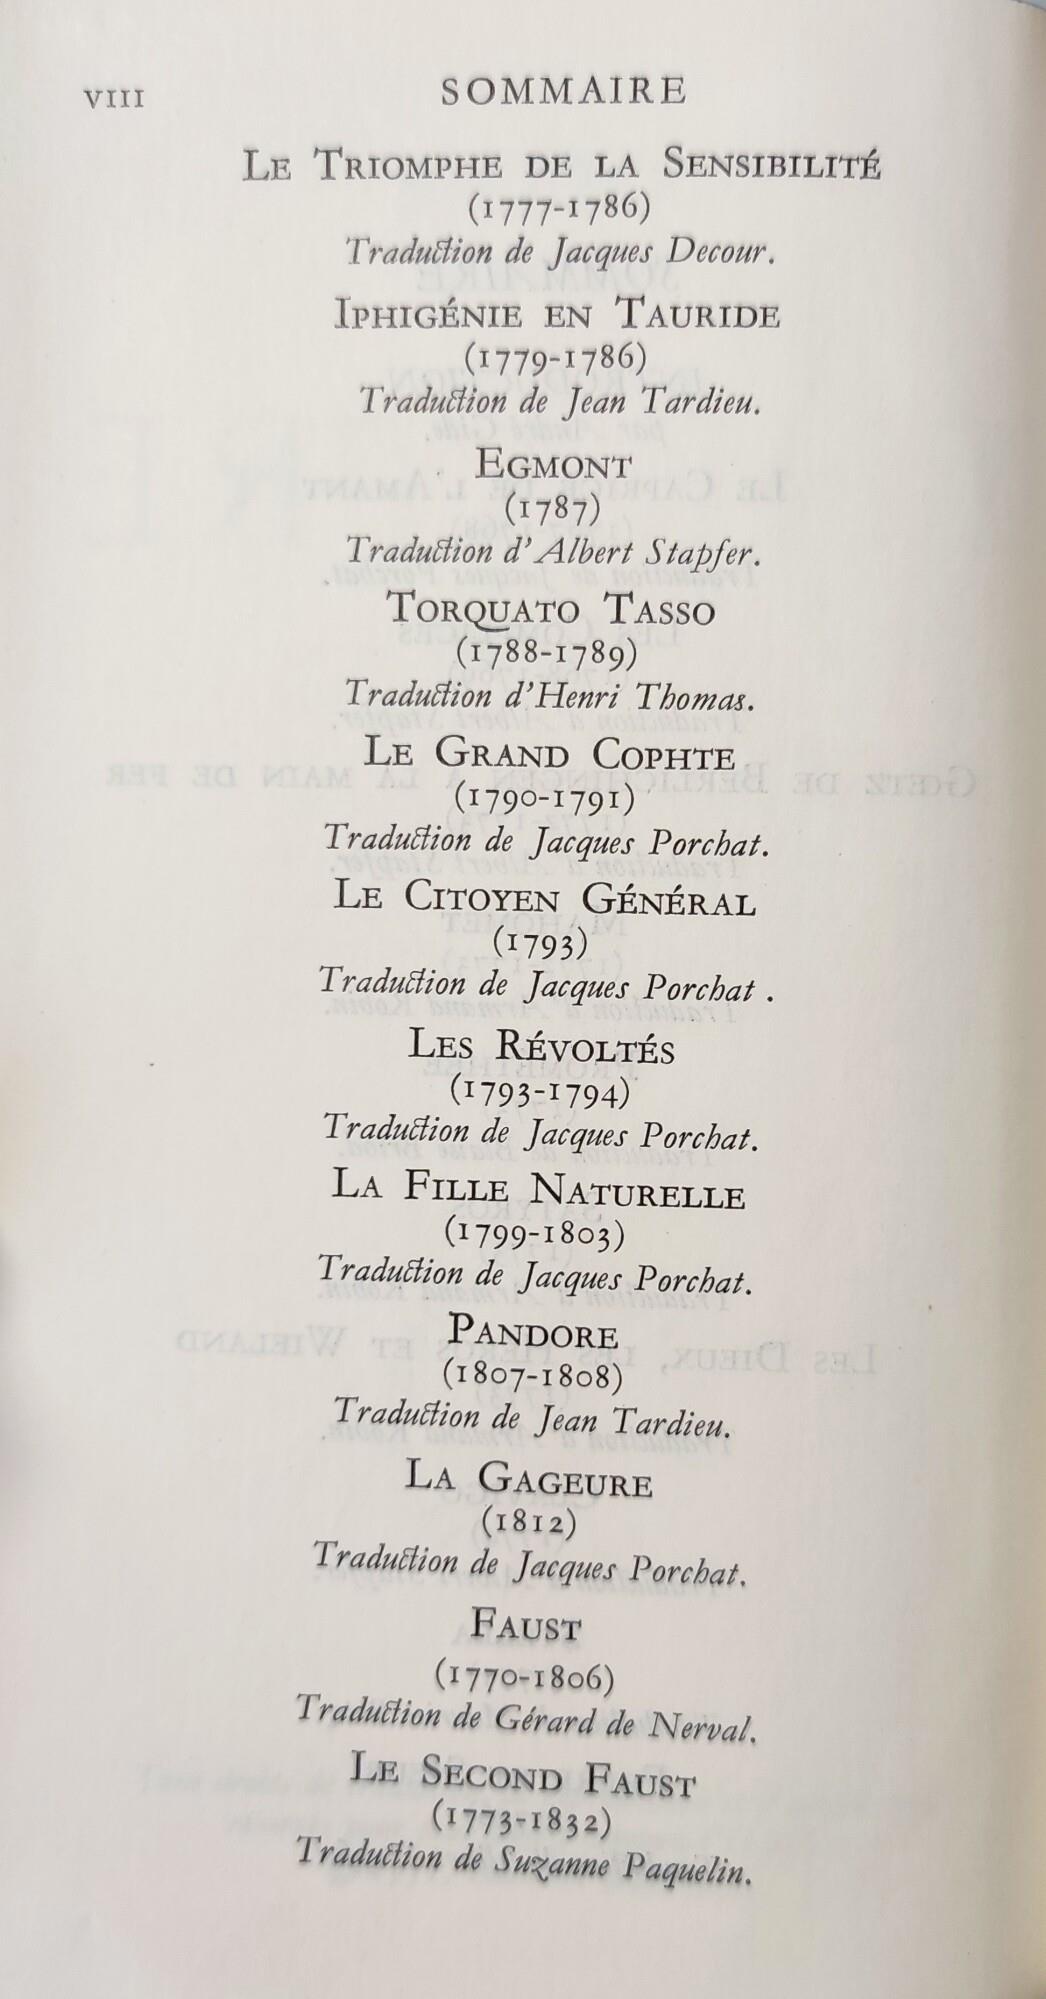 VIII SOMMAIRE
LE TRIOMPHE DE LA SENSIBILITÉ
(1777-1786)
Traduction de Jacques Decour.
IPHIGÉNIE EN TAURIDE
(1779-1786)
Traduction de Jean Tardieu.
EGMONT
(1787)
Traduction d'Albert Stapfer.
TORQUATO TASSO
(1788-1789)
Traduction d'Henri Thomas.
LE GRAND COPHTE
(1790-1791)
Traduction de Jacques Porchat.
LE CITOYEN GÉNÉRAL
(1793)
Traduction de Jacques Porchat .
LES RÉVOLTÉS
(1793-1794)
Traduction de Jacques Porchat.
LA FILLE NATURELLE
(1799-1803)
Traduction de Jacques Porchat.
PANDORE
(1807-1808)
Traduction de Jean Tardieu.
LA GAGEURE
(1812)
Traduction de Jacques Porchat.
FAUST
(1770-1806)
Traduction de Gérard de Nerval.
LE SECOND FAUST
(1773-1832)
Traduction de Suzanne Paquelin.